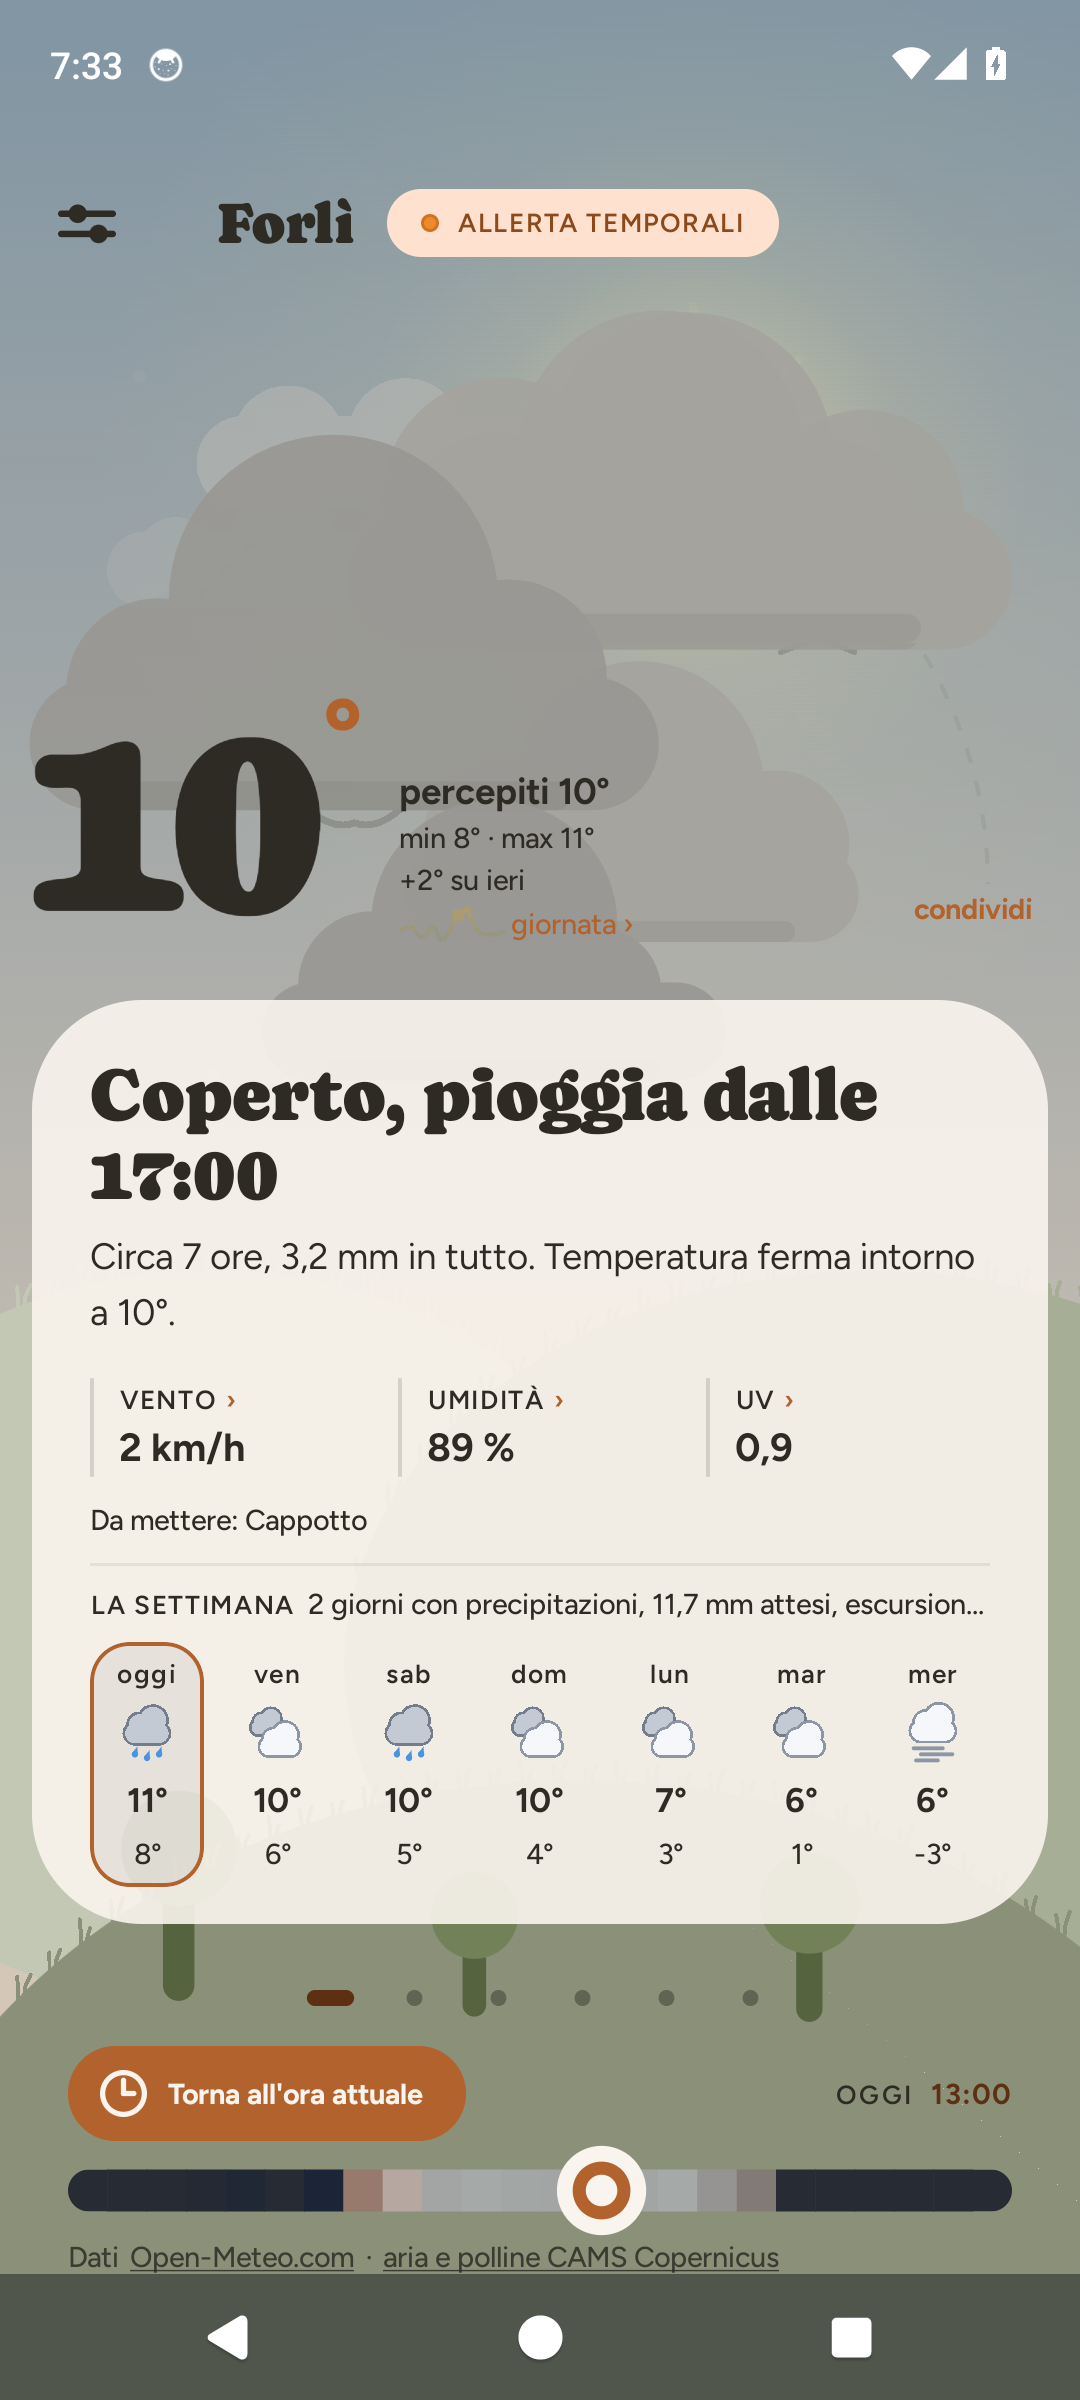 7:33
Forlì
ALLERTA TEMPORALI
10°
percepiti 10°
min 8° · max 11°
+2° su ieri
giornata ›
condividi
Coperto, pioggia dalle
17:00
Circa 7 ore, 3,2 mm in tutto. Temperatura ferma intorno
a 10°.
VENTO › UMIDITÀ › UV ›
2 km/h 89 % 0,9
Da mettere: Cappotto
LA SETTIMANA 2 giorni con precipitazioni, 11,7 mm attesi, escursion...
oggi ven sab dom lun mar mer
11° 10° 10° 10° 7° 6° 6°
8° 6° 5° 4° 3° 1° -3°
Torna all'ora attuale
OGGI 13:00
Dati Open-Meteo.com · aria e polline CAMS Copernicus